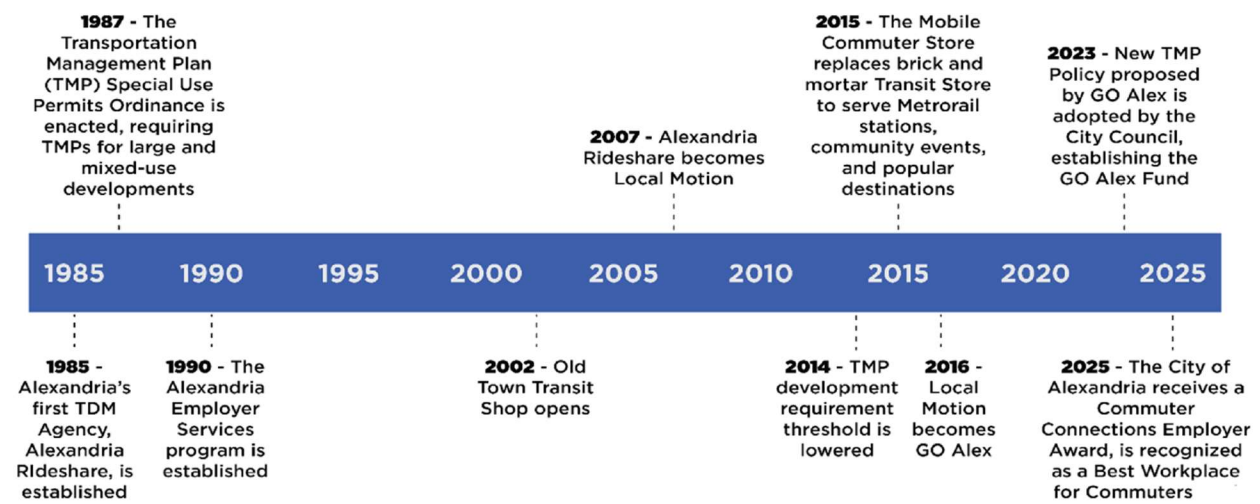 1987 - The
Transportation
Management Plan
(TMP) Special Use
Permits Ordinance is
enacted, requiring
TMPs for large and
mixed-use
developments
2007 - Alexandria
Rideshare becomes
Local Motion
2015 - The Mobile
Commuter Store
replaces brick and
mortar Transit Store
to serve Metrorail
stations,
community events,
and popular
destinations
2023 - New TMP
Policy proposed
by GO Alex is
adopted by the
City Council,
establishing the
GO Alex Fund
1985 1990 1995 2000 2005 2010 2015 2020 2025
1985 -
Alexandria's
first TDM
Agency,
Alexandria
RIdeshare, is
established
1990 - The
Alexandria
Employer
Services
program is
established
2002 - Old
Town Transit
Shop opens
2014 - TMP
development
requirement
threshold is
lowered
2016 -
Local
Motion
becomes
GO Alex
2025 - The City of
Alexandria receives a
Commuter
Connections Employer
Award, is recognized
as a Best Workplace
for Commuters